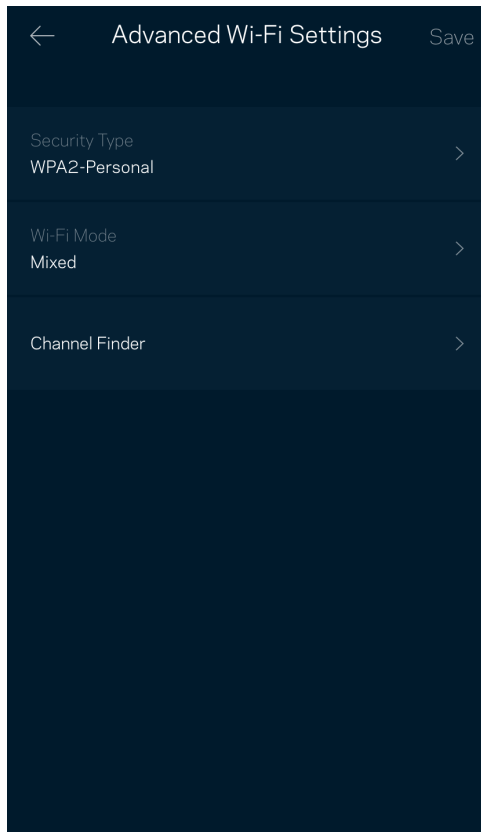 Advanced Wi-Fi Settings Save
Security Type
WPA2-Personal
Wi-Fi Mode
Mixed
Channel Finder